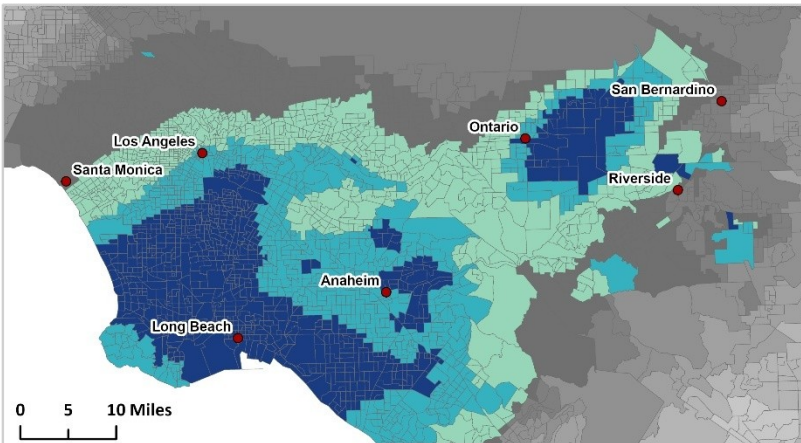 San Bernardino
Ontario
Los Angeles
Santa Monica
Riverside
Anaheim
Long Beach
0 5 10 Miles